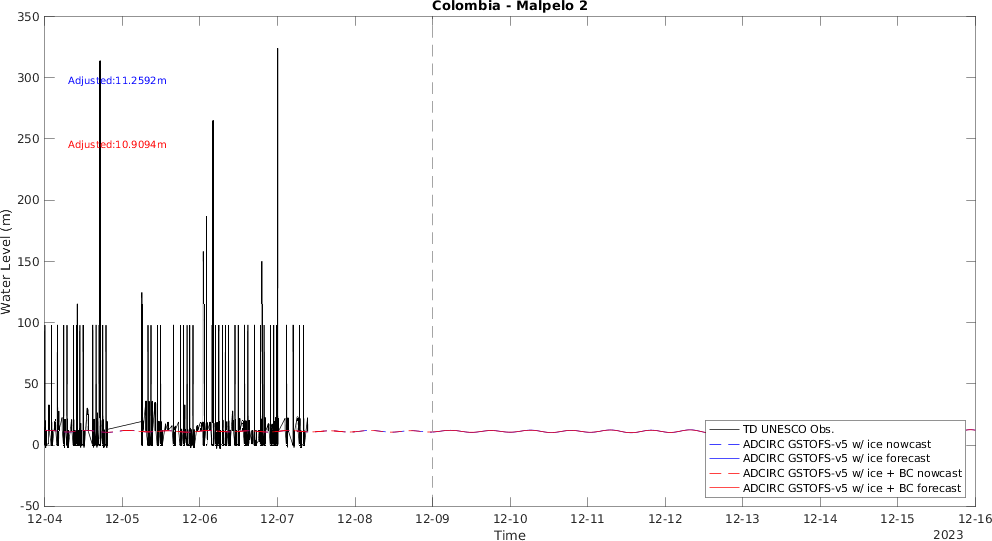 Colombia - Malpelo 2
350
300
250
200
150
100
50
0
-50
Water Level (m)
Adjusted:11.2592m
Adjusted:10.9094m
TD UNESCO Obs.
ADCIRC GSTOFS-v5 w/ ice nowcast
ADCIRC GSTOFS-v5 w/ ice forecast
ADCIRC GSTOFS-v5 w/ ice + BC nowcast
ADCIRC GSTOFS-v5 w/ ice + BC forecast
12-04 12-05 12-06 12-07 12-08 12-09 12-10 12-11 12-12 12-13 12-14 12-15 12-16
Time
2023